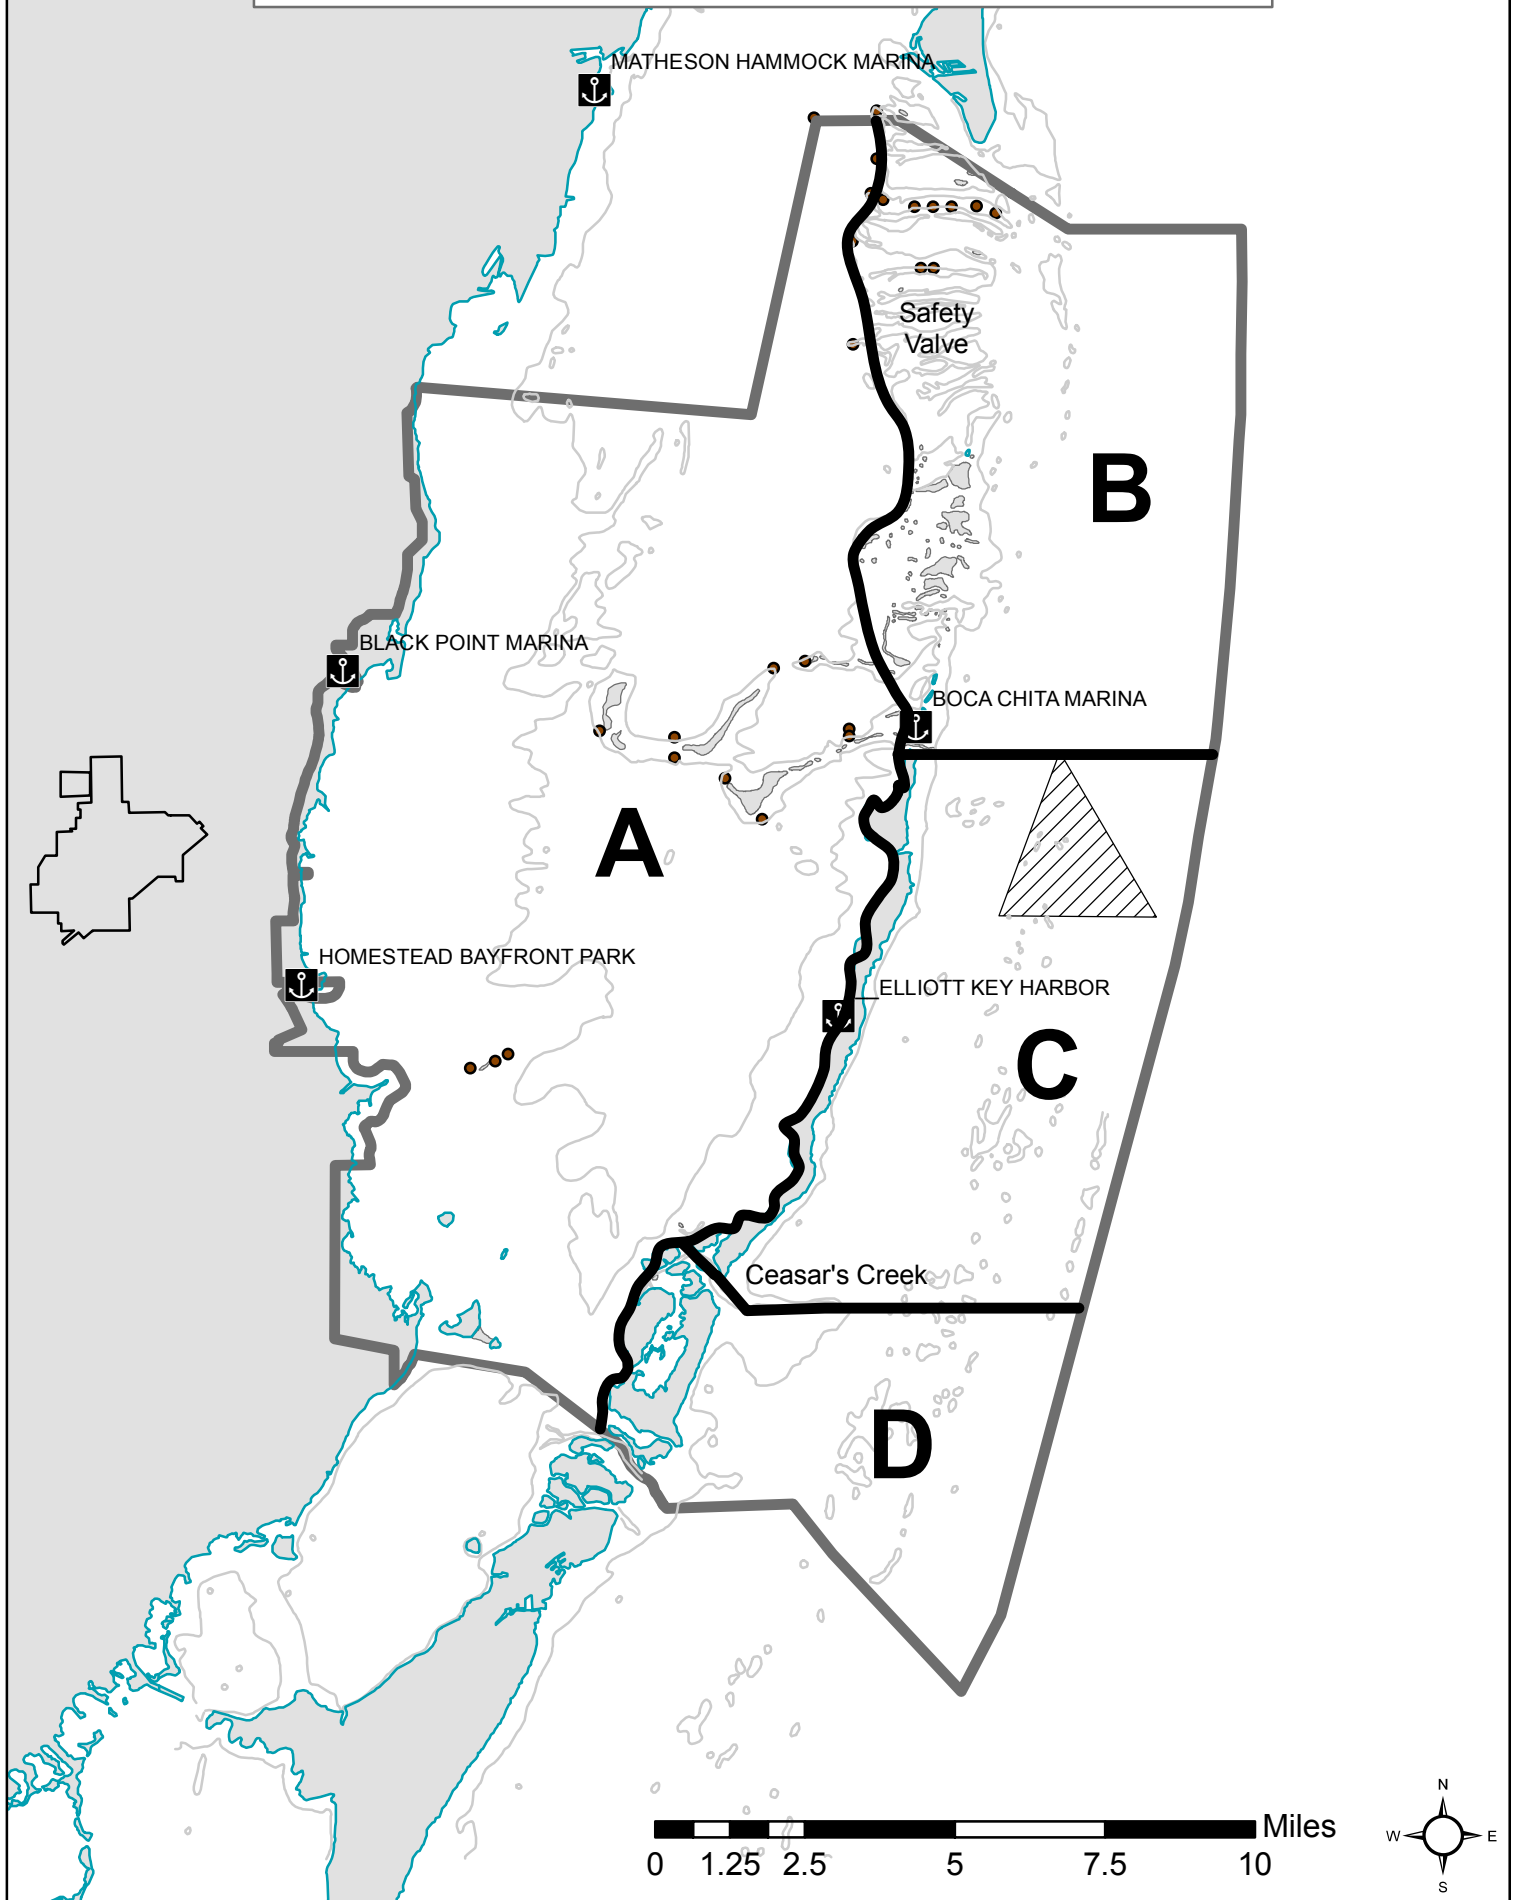 MATHESON HAMMOCK MARINA
Safety
Valve
B
BLACK POINT MARINA
BOCA CHITA MARINA
A
HOMESTEAD BAYFRONT PARK
ELLIOTT KEY HARBOR
C
Ceasar's Creek
D
N
W E
S
Miles
0 1.25 2.5 5 7.5 10